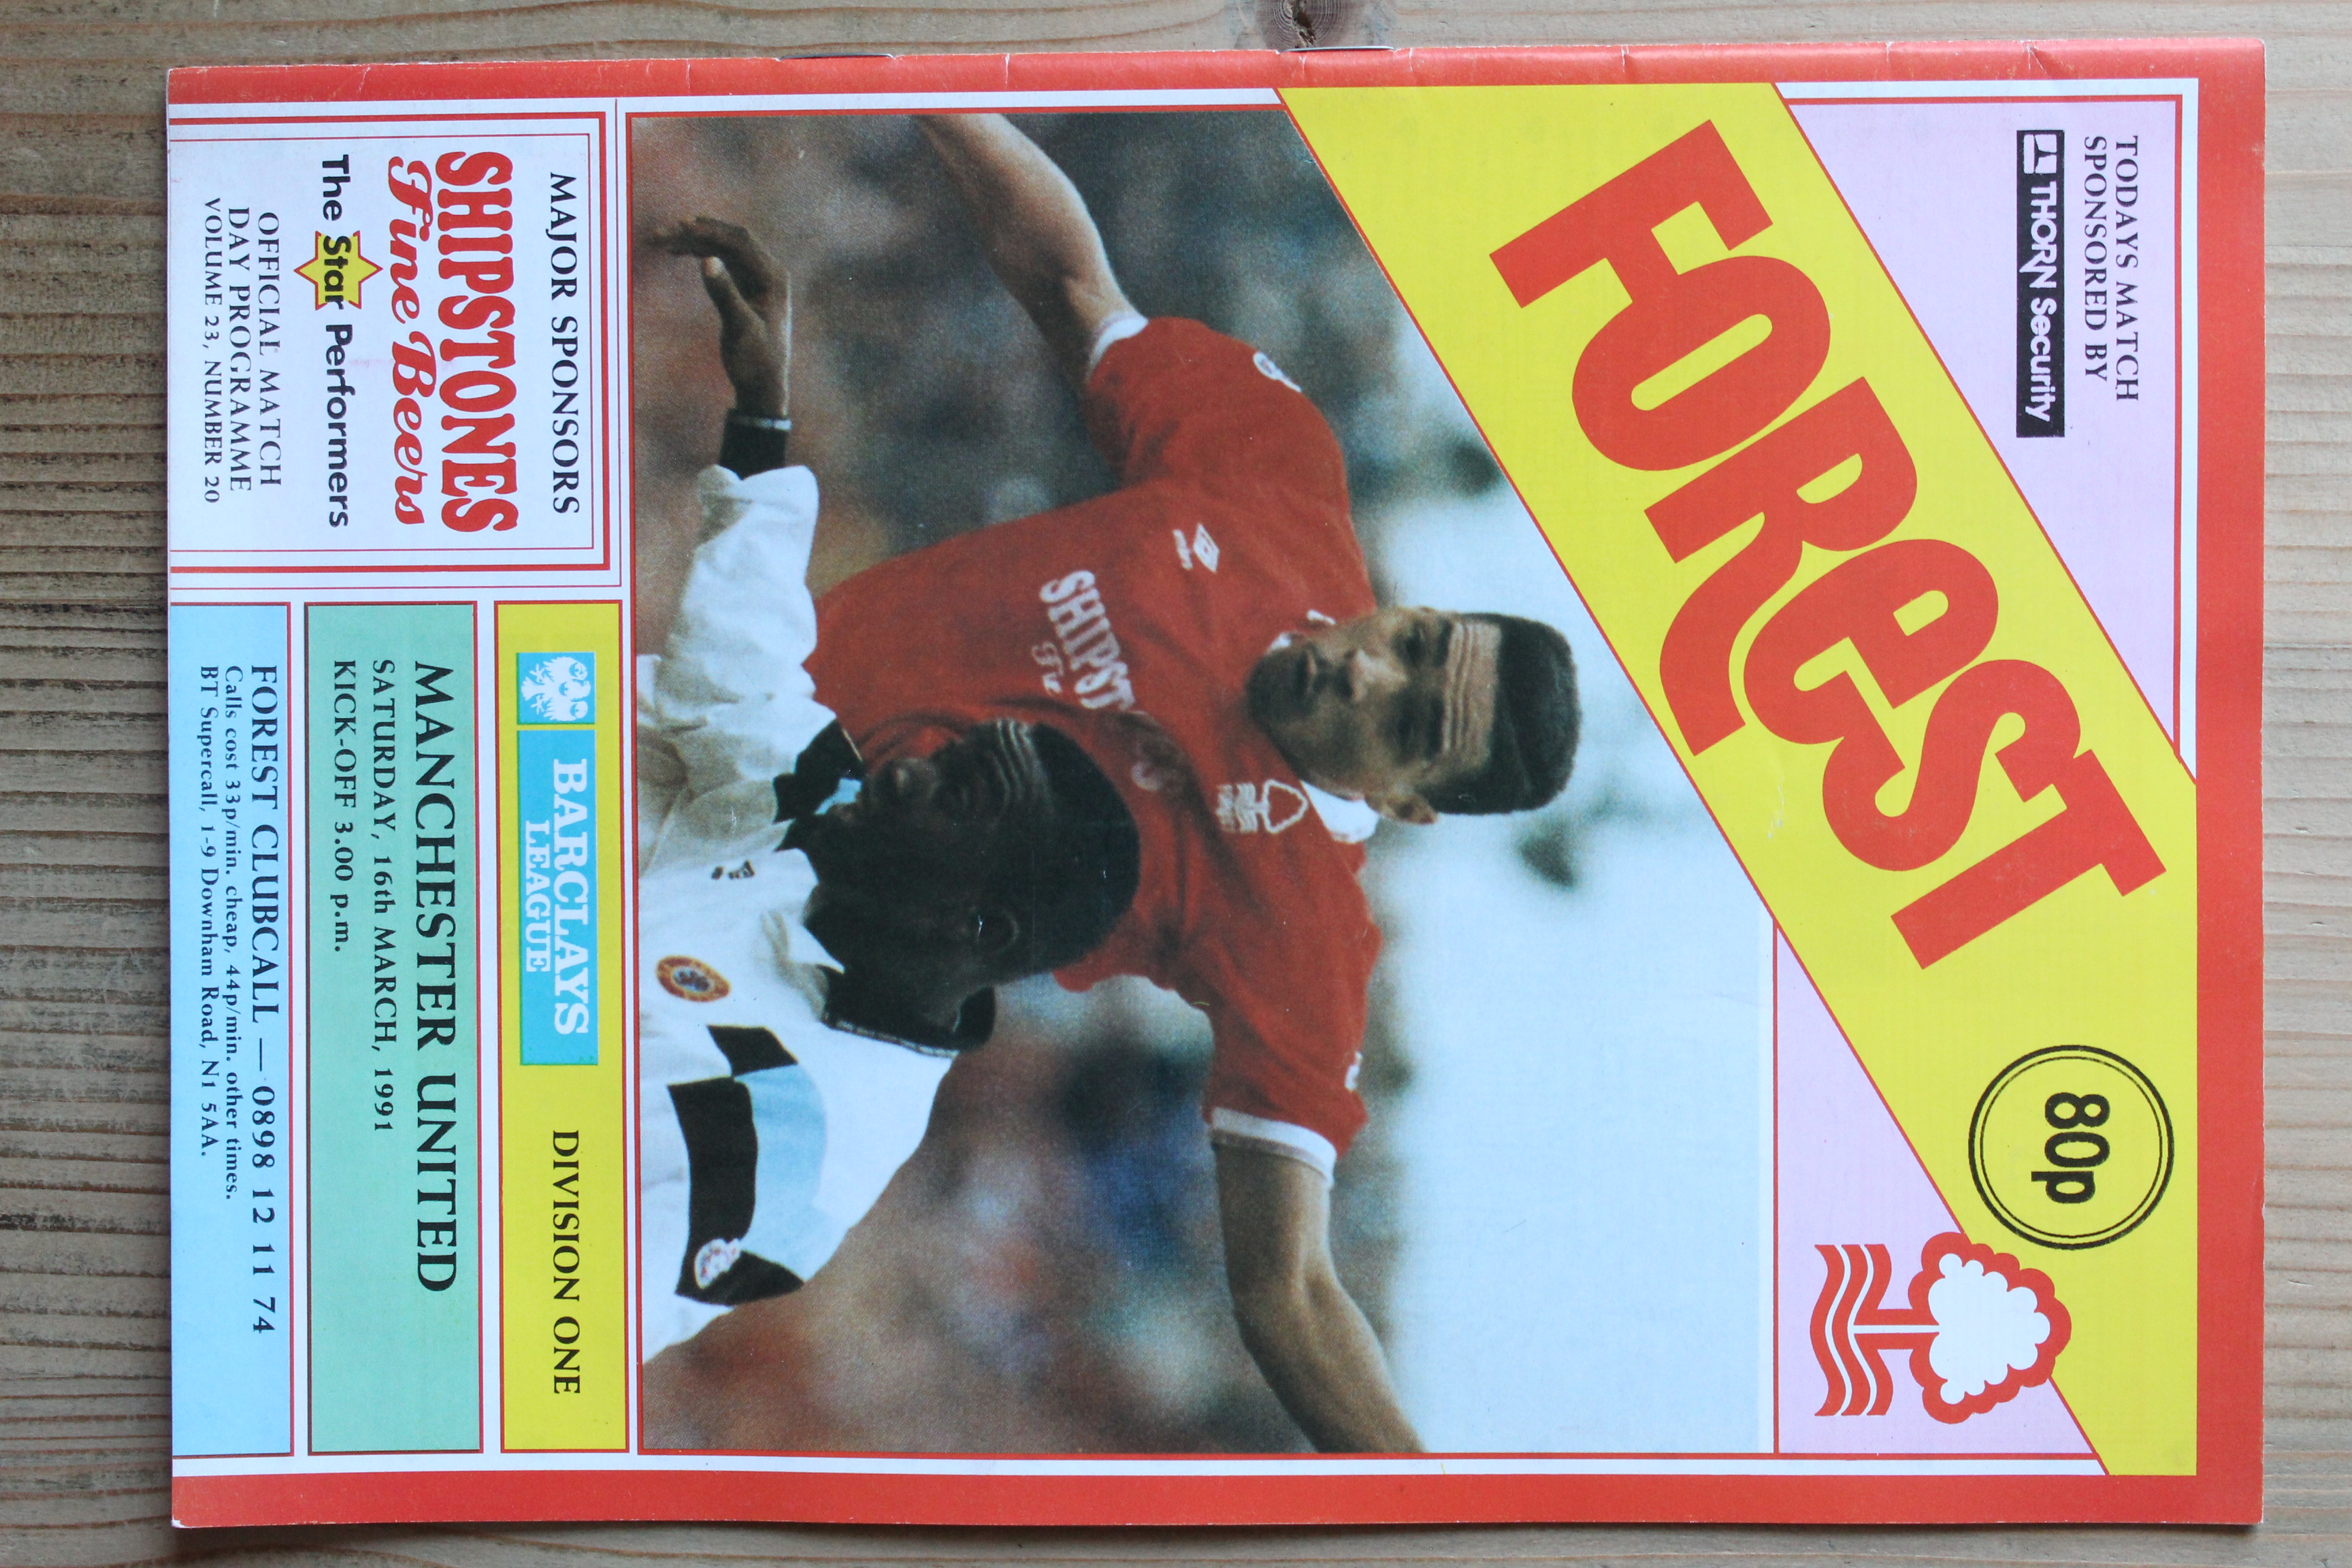 TODAYS MATCH
SPONSORED BY
THORN Security
FOREST
80p
umbro
SHIPST
MAJOR SPONSORS
SHIPSTONES
Fine Beers
The Star Performers
OFFICIAL MATCH
DAY PROGRAMME
VOLUME 23, NUMBER 20
BARCLAYS
LEAGUE
DIVISION ONE
MANCHESTER UNITED
SATURDAY, 16th MARCH, 1991
KICK-OFF 3.00 p.m.
FOREST CLUBCALL — 0898 12 11 74
Calls cost 33p/min. cheap, 44p/min. other times.
BT Supercall, 1-9 Downham Road, N1 5AA.